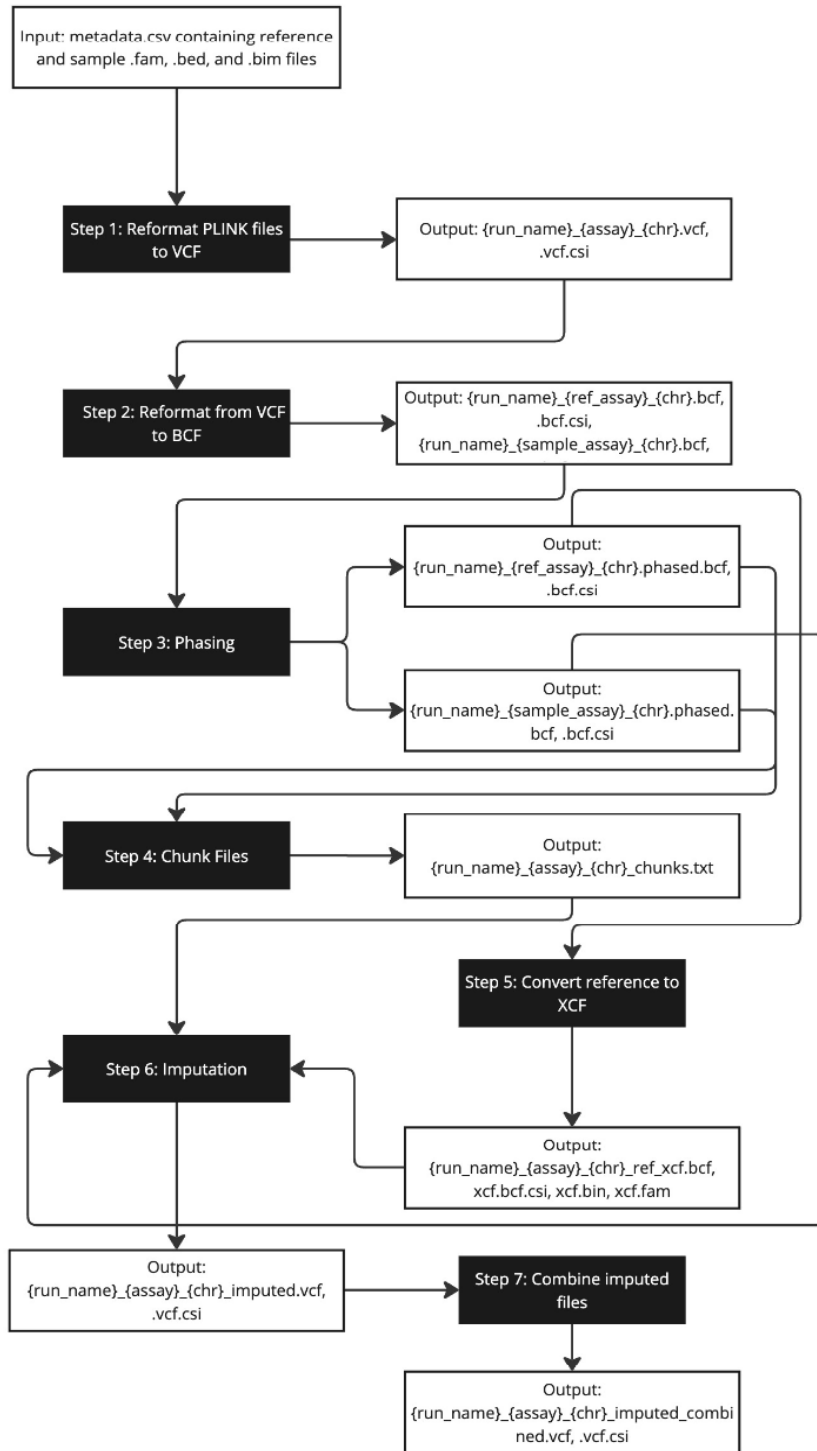 Input: metadata.csv containing reference
and sample .fam, .bed, and .bim files
Step 1: Reformat PLINK files
to VCF
Output: {run_name}_{assay}_{chr}.vcf,
.vcf.csi
Step 2: Reformat from VCF
to BCF
Output: {run_name}_{ref_assay}_{chr}.bcf,
.bcf.csi,
{run_name}_{sample_assay}_{chr}.bcf,
Output:
{run_name}_{ref_assay}_{chr}.phased.bcf,
.bcf.csi
Step 3: Phasing
Output:
{run_name}_{sample_assay}_{chr}.phased.
bcf, .bcf.csi
Step 4: Chunk Files
Output:
{run_name}_{assay}_{chr}_chunks.txt
Step 5: Convert reference to
XCF
Step 6: Imputation
Output:
{run_name}_{assay}_{chr}_ref_xcf.bcf,
xcf.bcf.csi, xcf.bin, xcf.fam
Output:
{run_name}_{assay}_{chr}_imputed.vcf,
.vcf.csi
Step 7: Combine imputed
files
Output:
{run_name}_{assay}_{chr}_imputed_combi
ned.vcf, .vcf.csi